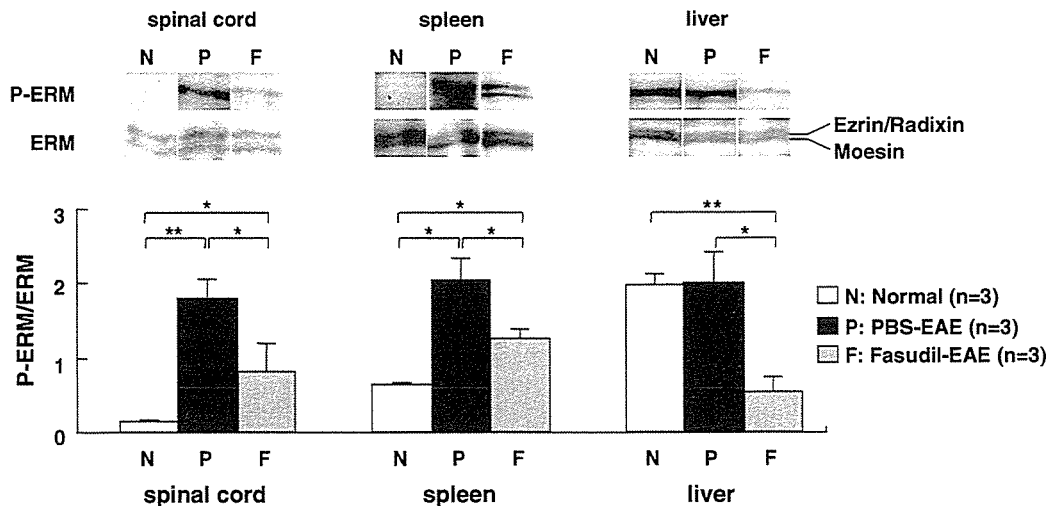 spinal cord spleen liver
N P F N P F N P F
P-ERM
ERM
Ezrin/Radixin
Moesin
3
* * **
** * * * *
2
1
0
P-ERM/ERM
N: Normal (n=3)
P: PBS-EAE (n=3)
F: Fasudil-EAE (n=3)
N P F N P F N P F
spinal cord spleen liver